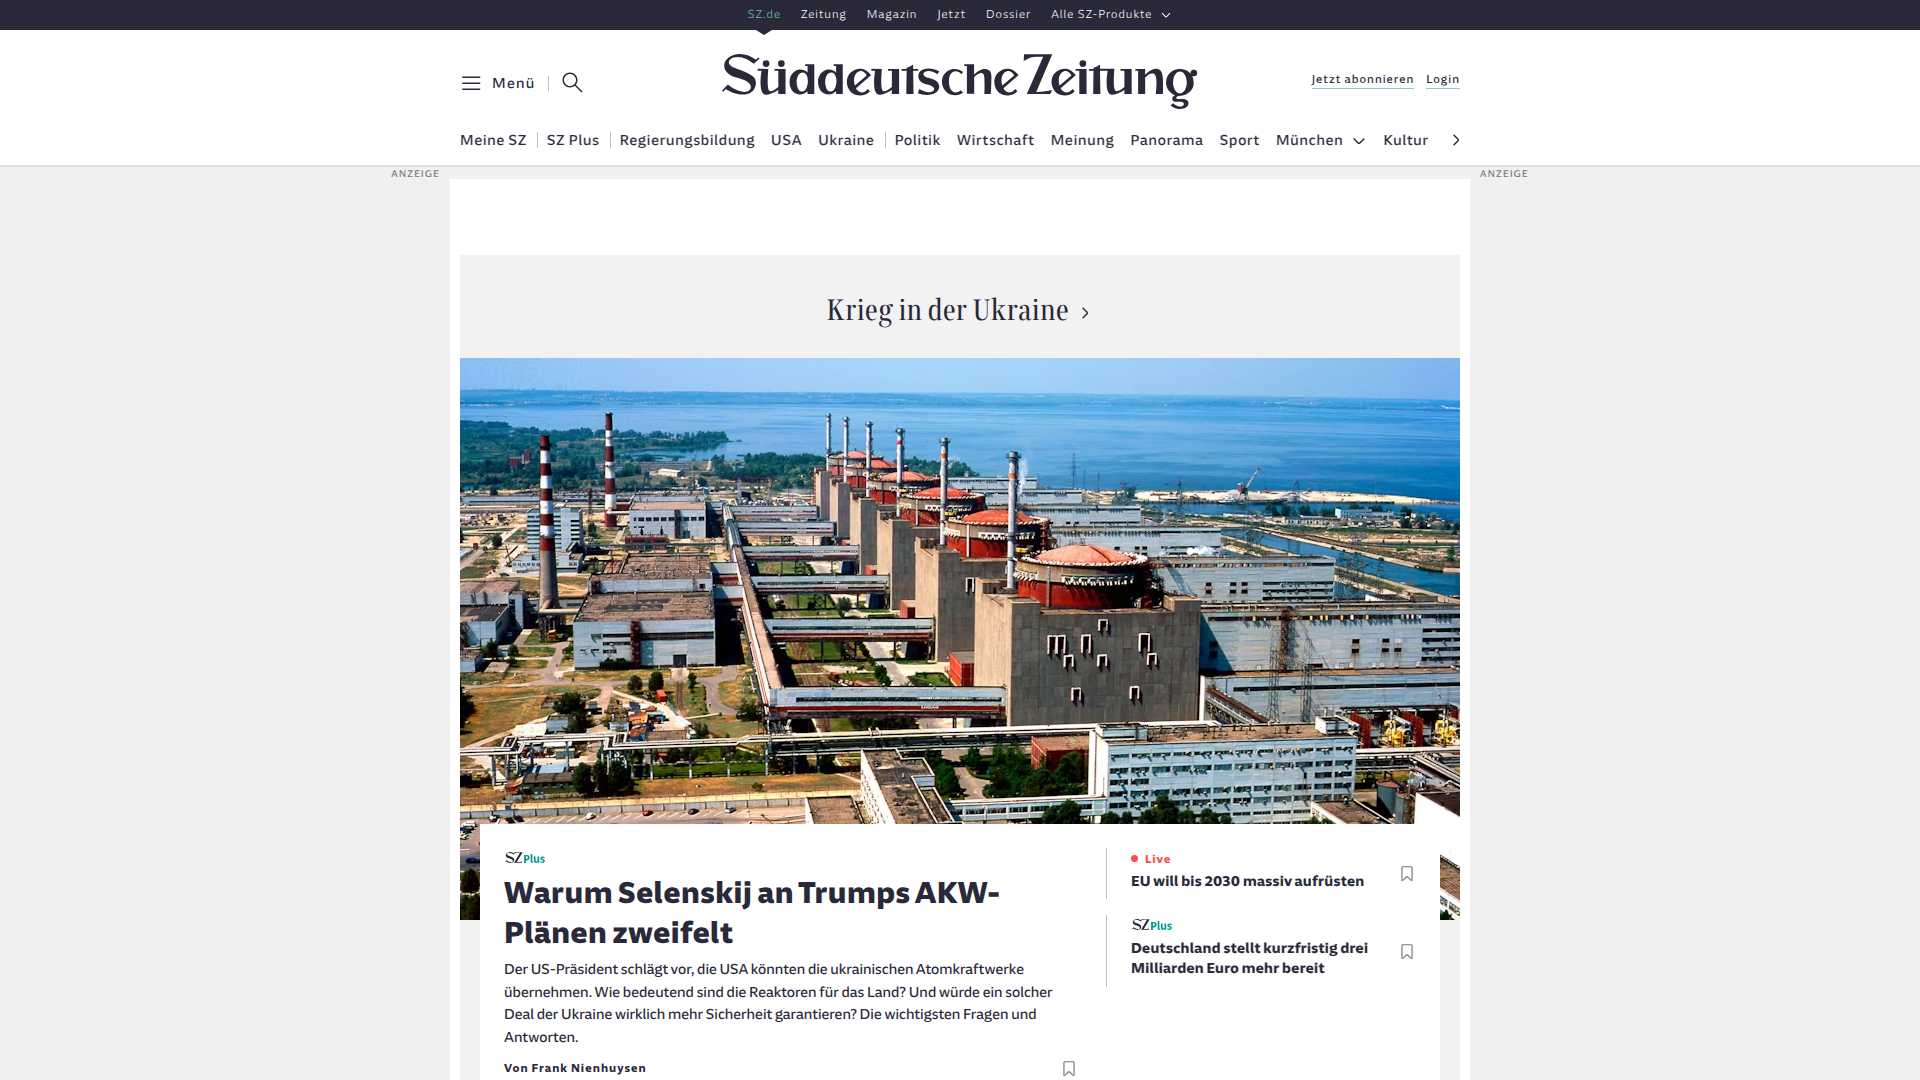 SZ.de Zeitung Magazin Jetzt Dossier Alle SZ-Produkte
Menü
Süddeutsche Zeitung
Jetzt abonnieren Login
Meine SZ SZ Plus Regierungsbildung USA Ukraine Politik Wirtschaft Meinung Panorama Sport München Kultur
ANZEIGE
ANZEIGE
Krieg in der Ukraine
SZ Plus
Warum Selenskij an Trumps AKW-
Plänen zweifelt
Der US-Präsident schlägt vor, die USA könnten die ukrainischen Atomkraftwerke
übernehmen. Wie bedeutend sind die Reaktoren für das Land? Und würde ein solcher
Deal der Ukraine wirklich mehr Sicherheit garantieren? Die wichtigsten Fragen und
Antworten.
Von Frank Nienhuysen
Live
EU will bis 2030 massiv aufrüsten
SZ Plus
Deutschland stellt kurzfristig drei
Milliarden Euro mehr bereit